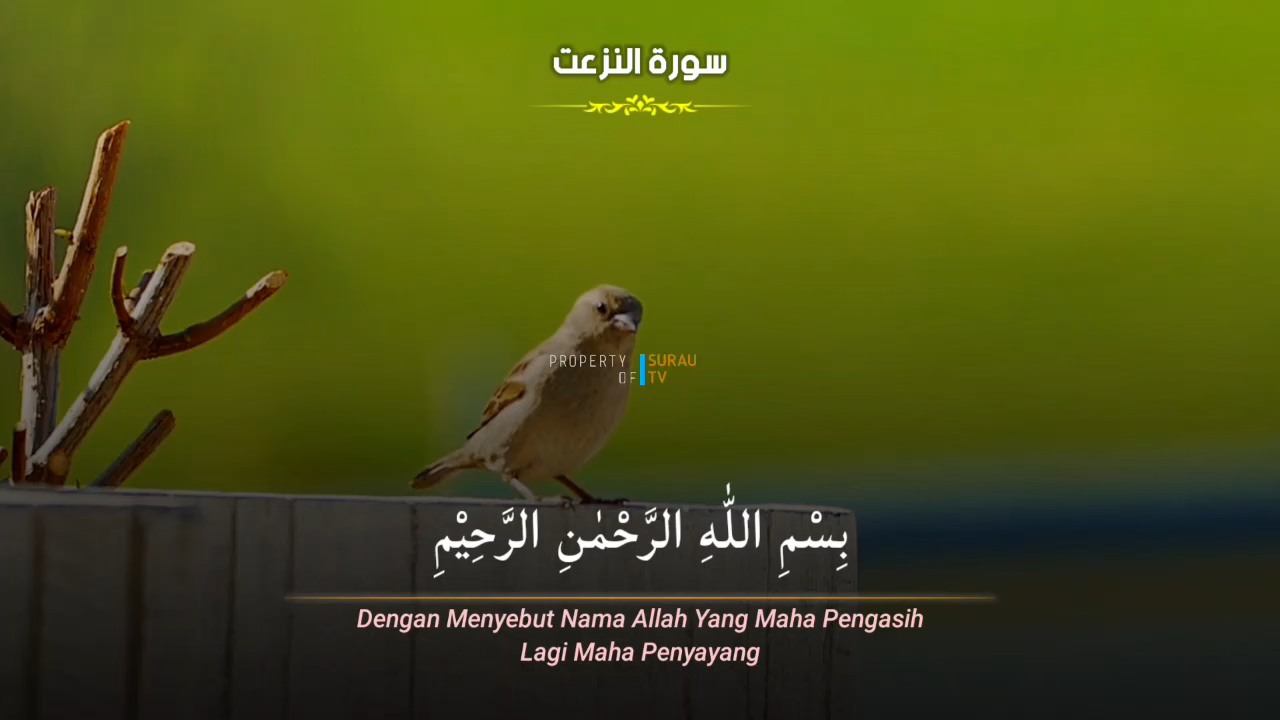 سورة النزعت
PROPERTY OF
SURAU TV
بِسْمِ اللّٰهِ الرَّحْمٰنِ الرَّحِيْمِ
Dengan Menyebut Nama Allah Yang Maha Pengasih
Lagi Maha Penyayang